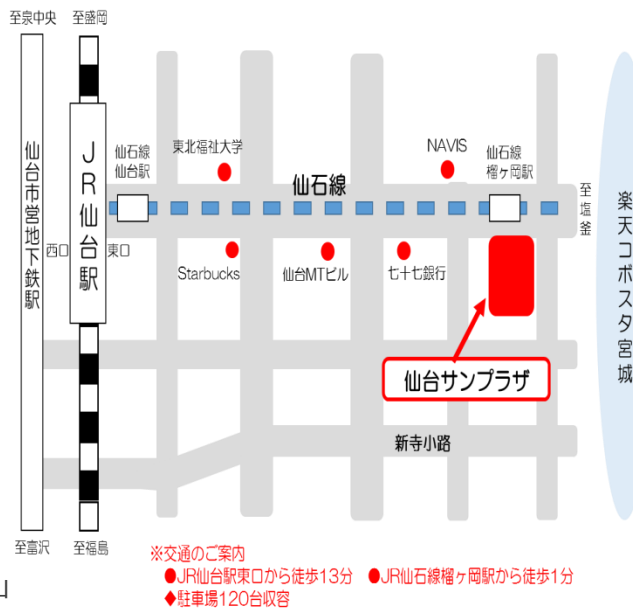 至泉中央
至盛岡
仙台市営地下鉄駅
JR仙台駅
西口
東口
仙石線
仙台駅
東北福祉大学
仙石線
NAVIS
仙石線
榴ヶ岡駅
至塩釜
楽天コボスタ宮城
Starbucks
仙台MTビル
七十七銀行
仙台サンプラザ
新寺小路
至富沢
至福島
※交通のご案内
●JR仙台駅東口から徒歩13分 ●JR仙石線榴ヶ岡駅から徒歩1分
◆駐車場120台収容